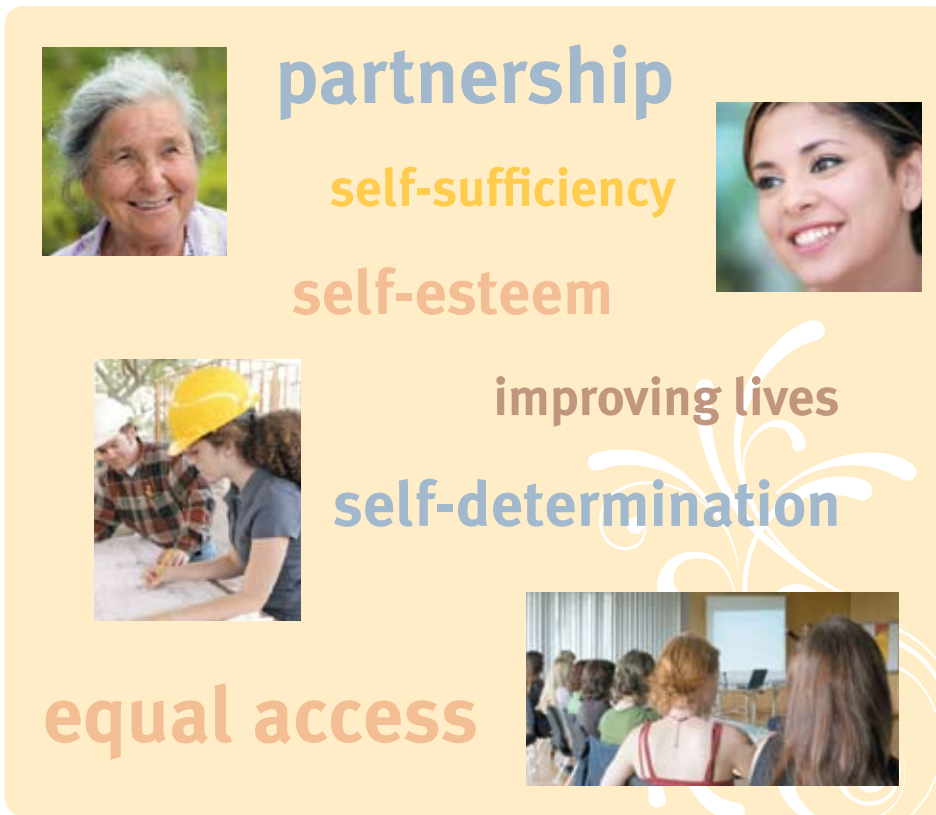 partnership
self-sufficiency
self-esteem
improving lives
self-determination
equal access